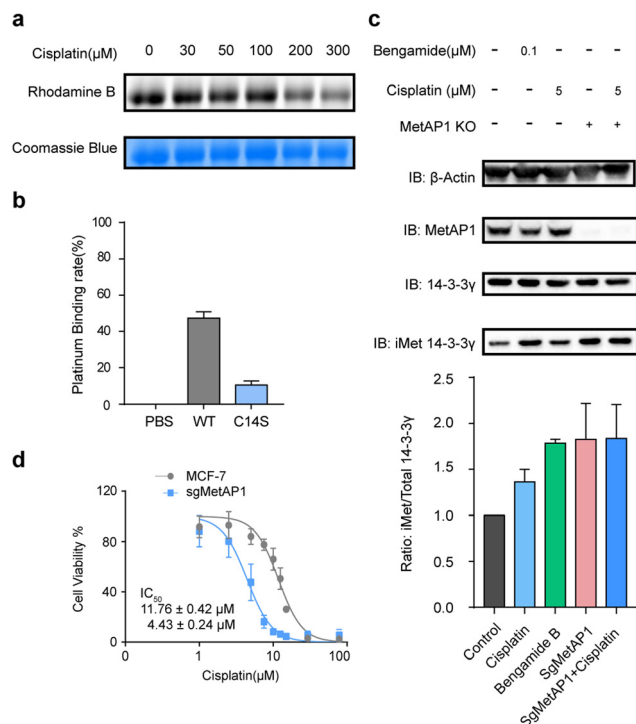 a
Cisplatin(μM) 0 30 50 100 200 300
Rhodamine B
Coomassie Blue
b
Platinum Binding rate(%)
100
80
60
40
20
0
PBS WT C14S
d
MCF-7
sgMetAP1
Cell Viability %
120
80
40
0
IC50
11.76 ± 0.42 μM
4.43 ± 0.24 μM
0 1 10 100
Cisplatin(μM)
c
Bengamide(μM) - 0.1 - - -
Cisplatin (μM) - - 5 - 5
MetAP1 KO - - - + +
IB: β-Actin
IB: MetAP1
IB: 14-3-3γ
IB: iMet 14-3-3γ
Ratio: iMet/Total 14-3-3γ
2.5
2.0
1.5
1.0
0.5
0.0
Control
Cisplatin
Bengamide B
SgMetAP1
SgMetAP1+Cisplatin